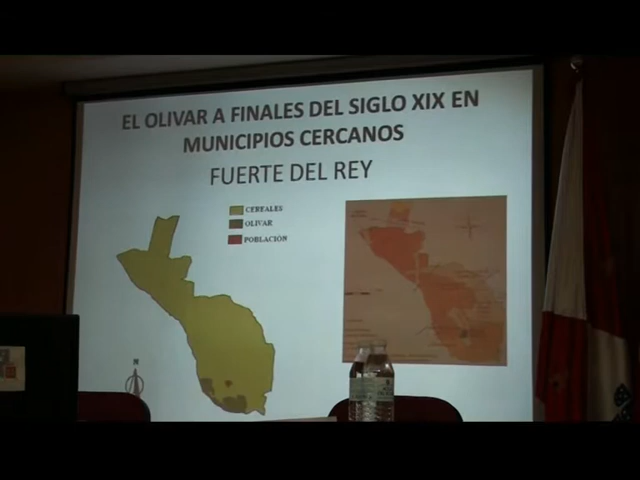 EL OLIVAR A FINALES DEL SIGLO XIX EN
MUNICIPIOS CERCANOS
FUERTE DEL REY
CEREALES
OLIVAR
POBLACIÓN
N